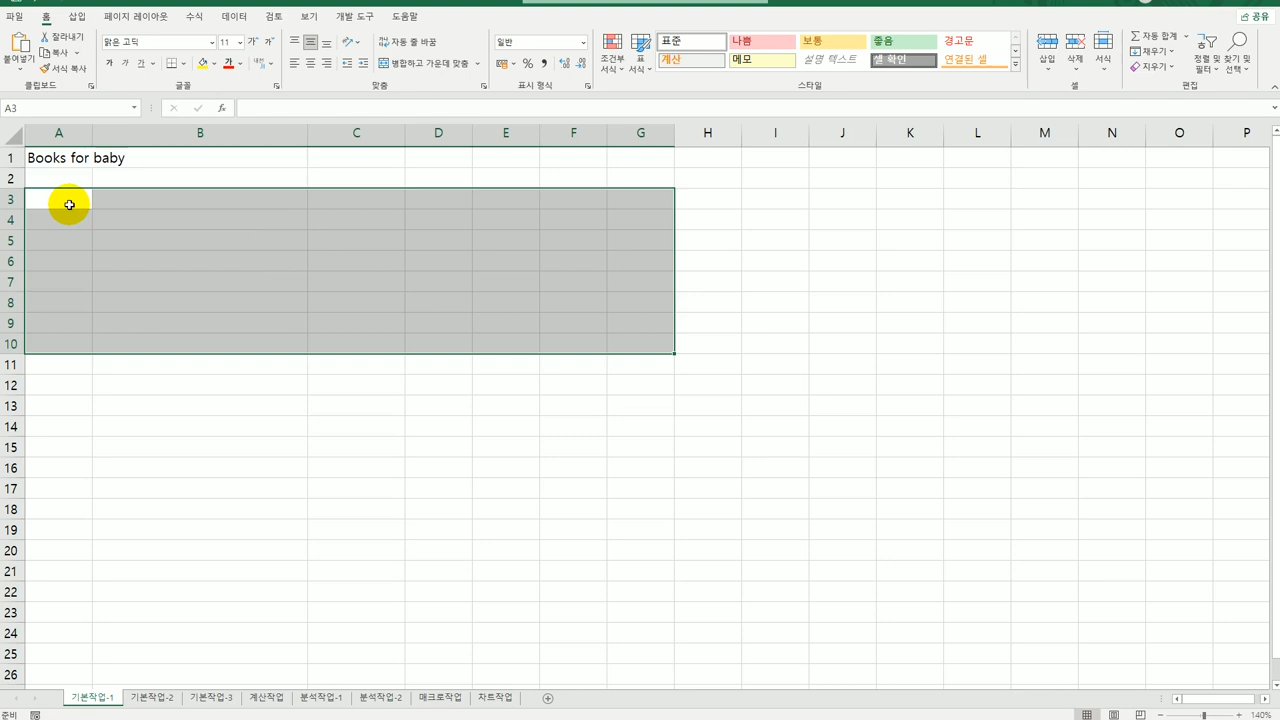 파일 홈 삽입 페이지 레이아웃 수식 데이터 검토 보기 개발 도구 도움말 공유
붙여넣기 잘라내기 복사 서식 복사 클립보드
맑은 고딕 11 가 가 가 가 글꼴
자동 줄 바꿈 병합하고 가운데 맞춤 맞춤
일반 % 표시 형식
조건부 서식 표 서식 표준 나쁨 보통 좋음 경고문
계산 메모 설명 텍스트 셀 확인 연결된 셀 스타일
삽입 삭제 서식 셀
자동 합계 채우기 지우기 정렬 및 필터 찾기 및 선택 편집
A3 fx
A B C D E F G H I J K L M N O P
1 Books for baby
2
3
4
5
6
7
8
9
10
11
12
13
14
15
16
17
18
19
20
21
22
23
24
25
26
기본작업-1 기본작업-2 기본작업-3 계산작업 분석작업-1 분석작업-2 매크로작업 차트작업
준비 140%